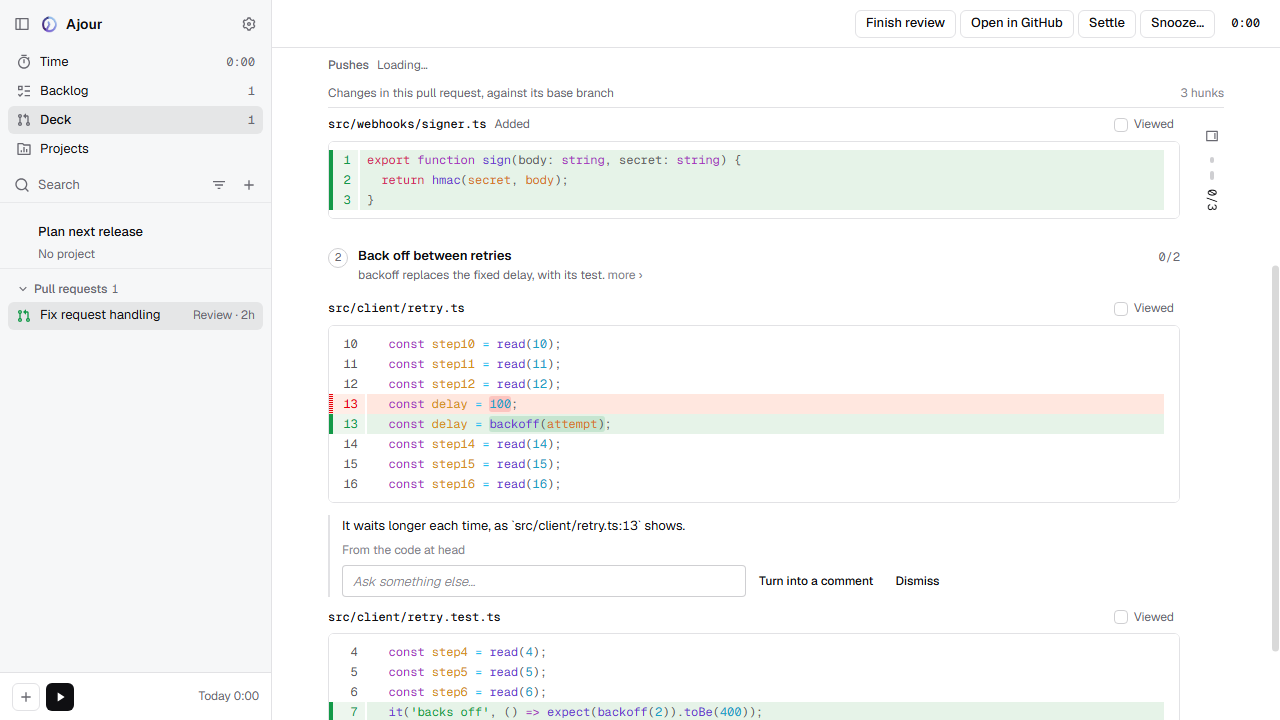 Ajour
Time 0:00
Backlog 1
Deck 1
Projects
Search
Plan next release
No project
Pull requests 1
Fix request handling Review · 2h
Today 0:00
Finish review Open in GitHub Settle Snooze… 0:00
Pushes Loading…
Changes in this pull request, against its base branch 3 hunks
src/webhooks/signer.ts Added Viewed
1 export function sign(body: string, secret: string) {
2 return hmac(secret, body);
3 }
0/3
2 Back off between retries 0/2
backoff replaces the fixed delay, with its test. more ›
src/client/retry.ts Viewed
10 const step10 = read(10);
11 const step11 = read(11);
12 const step12 = read(12);
13 const delay = 100;
13 const delay = backoff(attempt);
14 const step14 = read(14);
15 const step15 = read(15);
16 const step16 = read(16);
It waits longer each time, as `src/client/retry.ts:13` shows.
From the code at head
Ask something else… Turn into a comment Dismiss
src/client/retry.test.ts Viewed
4 const step4 = read(4);
5 const step5 = read(5);
6 const step6 = read(6);
7 it('backs off', () => expect(backoff(2)).toBe(400));